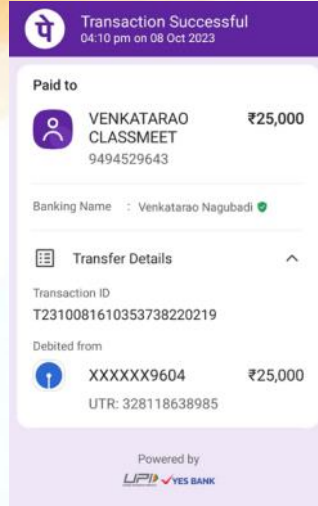 पे
Transaction Successful
04:10 pm on 08 Oct 2023
Paid to
VENKATARAO ₹25,000
CLASSMEET
9494529643
Banking Name : Venkatarao Nagubadi
Transfer Details
Transaction ID
T2310081610353738220219
Debited from
XXXXXX9604 ₹25,000
UTR: 328118638985
Powered by
UPI YES BANK